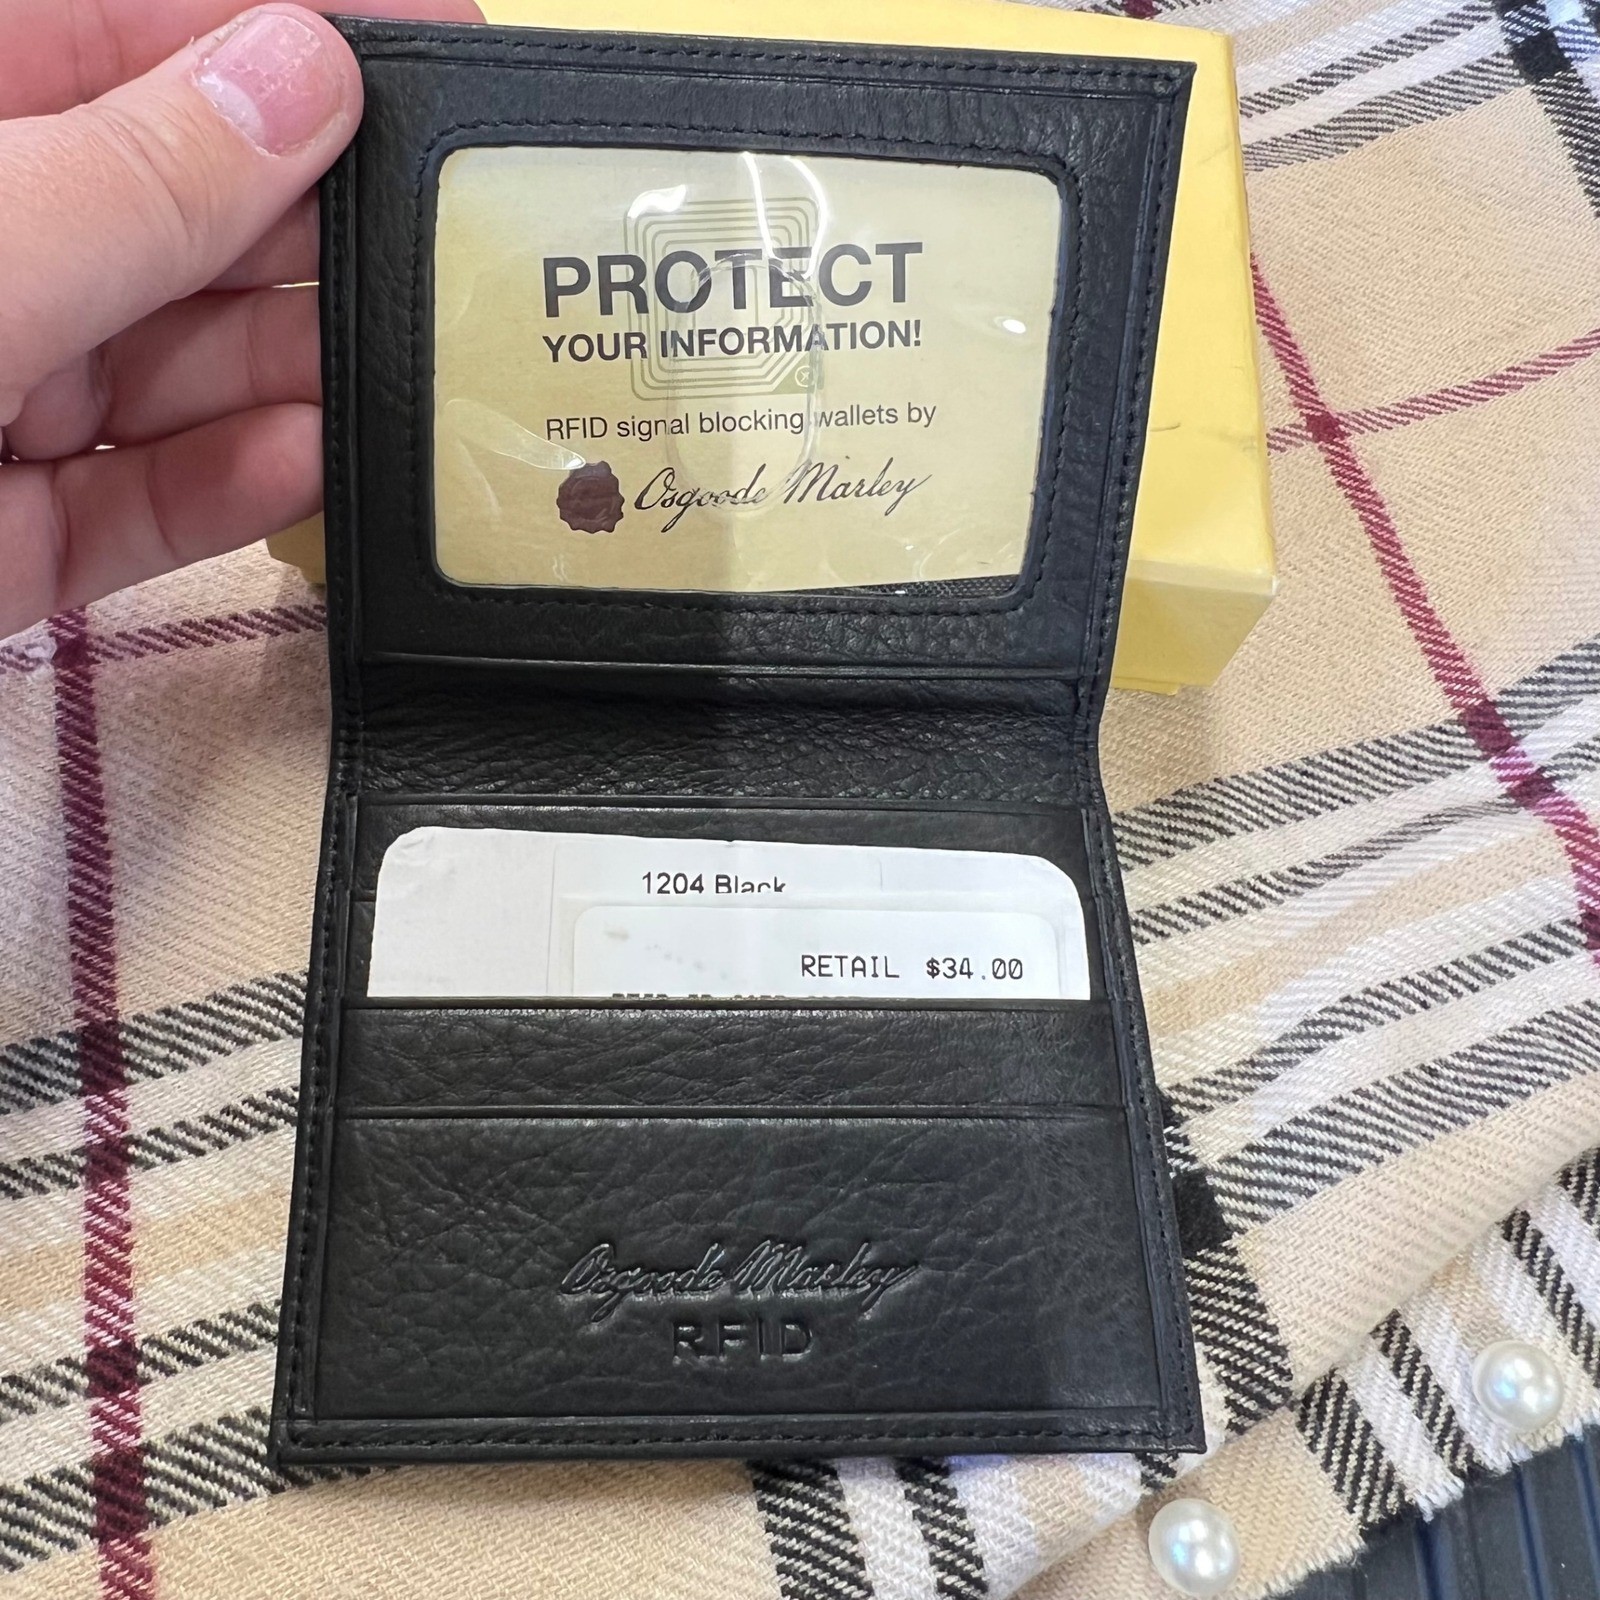 PROTECT
YOUR INFORMATION!
RFID signal blocking wallets by
Osgoode Marley
1204 Black
RETAIL $34.00
Osgoode Marley
RFID